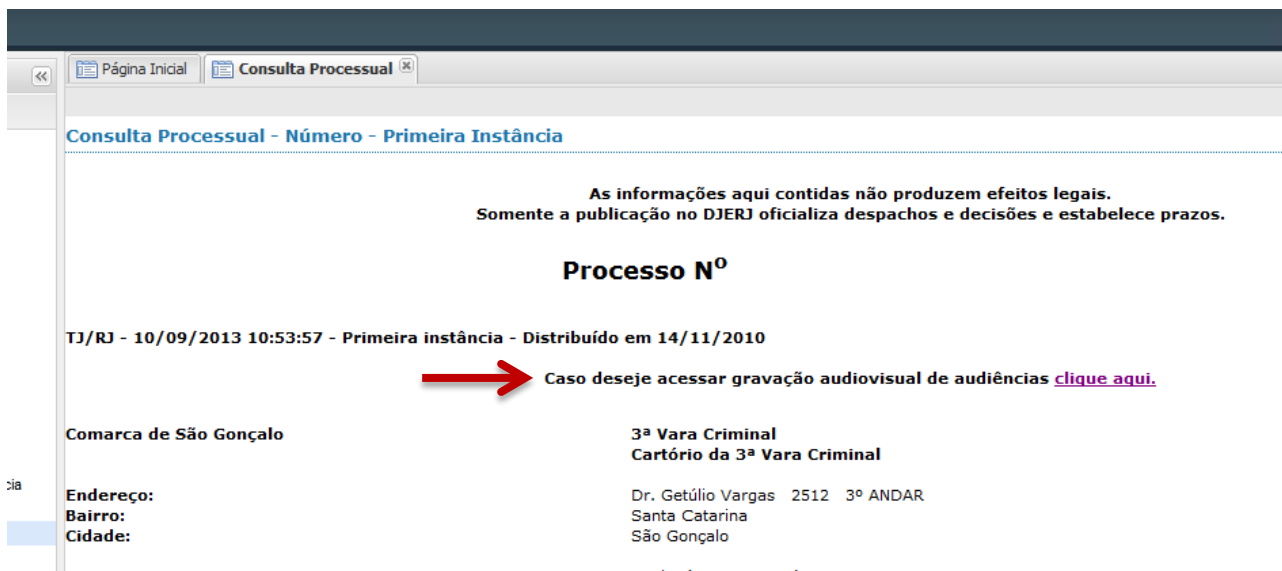 Página Inicial Consulta Processual
Consulta Processual - Número - Primeira Instância
As informações aqui contidas não produzem efeitos legais.
Somente a publicação no DJERJ oficializa despachos e decisões e estabelece prazos.
Processo Nº
TJ/RJ - 10/09/2013 10:53:57 - Primeira instância - Distribuído em 14/11/2010
Caso deseje acessar gravação audiovisual de audiências clique aqui.
Comarca de São Gonçalo 3ª Vara Criminal
Cartório da 3ª Vara Criminal
cia
Endereço: Dr. Getúlio Vargas 2512 3º ANDAR
Bairro: Santa Catarina
Cidade: São Gonçalo